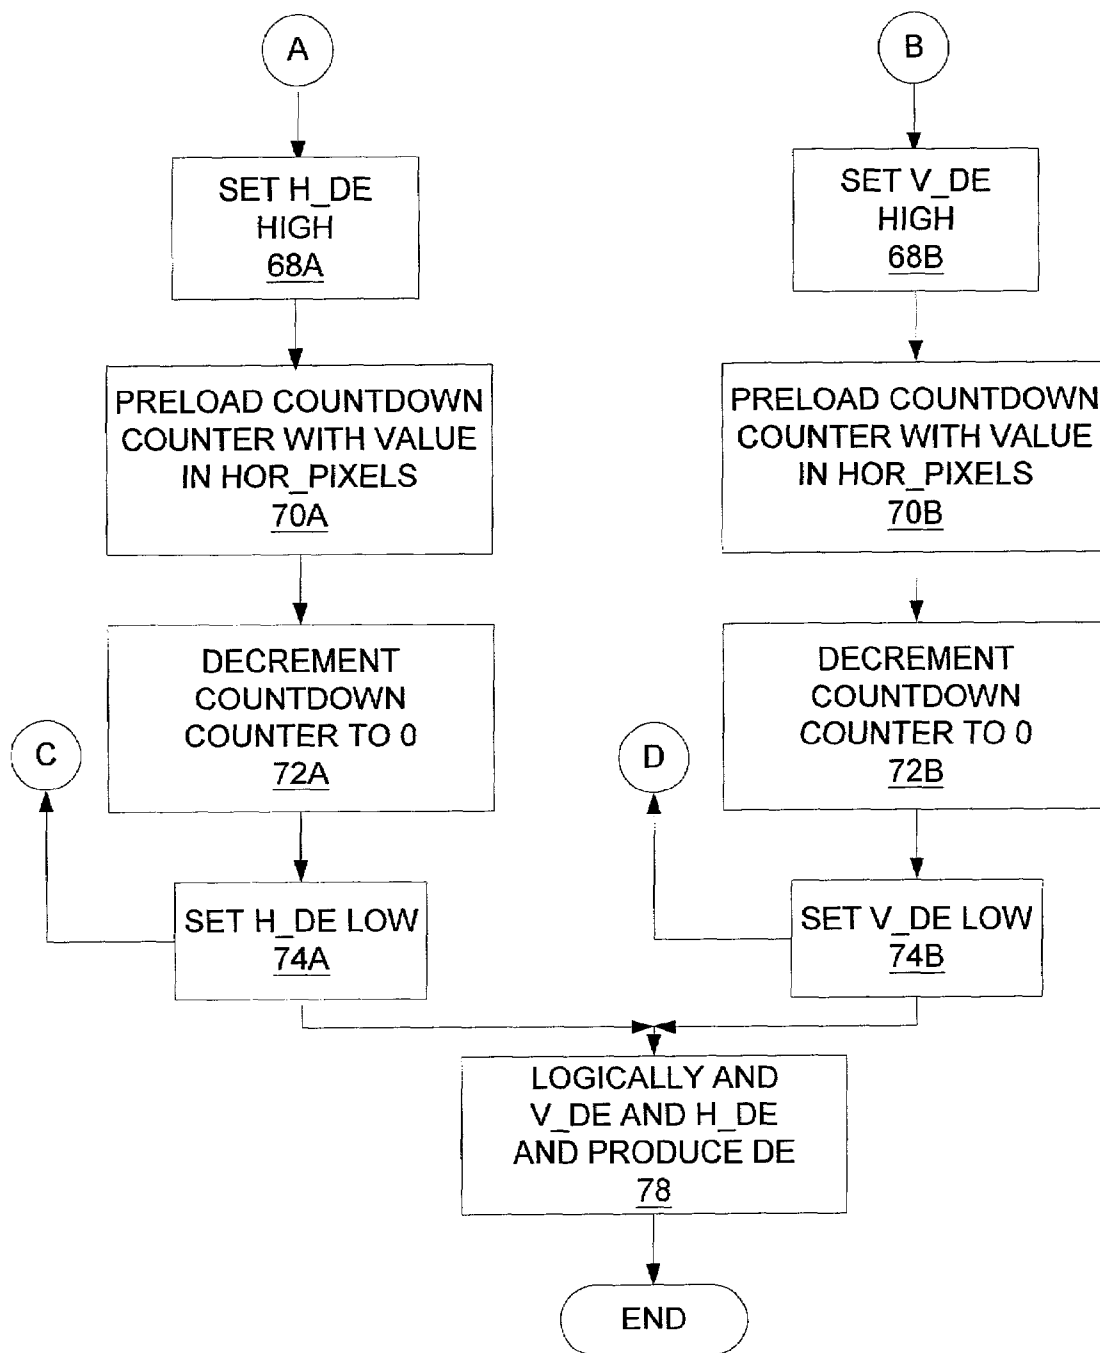 A
SET H_DE
HIGH
68A
PRELOAD COUNTDOWN
COUNTER WITH VALUE
IN HOR_PIXELS
70A
DECREMENT
COUNTDOWN
COUNTER TO 0
72A
C
SET H_DE LOW
74A
B
SET V_DE
HIGH
68B
PRELOAD COUNTDOWN
COUNTER WITH VALUE
IN HOR_PIXELS
70B
DECREMENT
COUNTDOWN
COUNTER TO 0
72B
D
SET V_DE LOW
74B
LOGICALLY AND
V_DE AND H_DE
AND PRODUCE DE
78
END